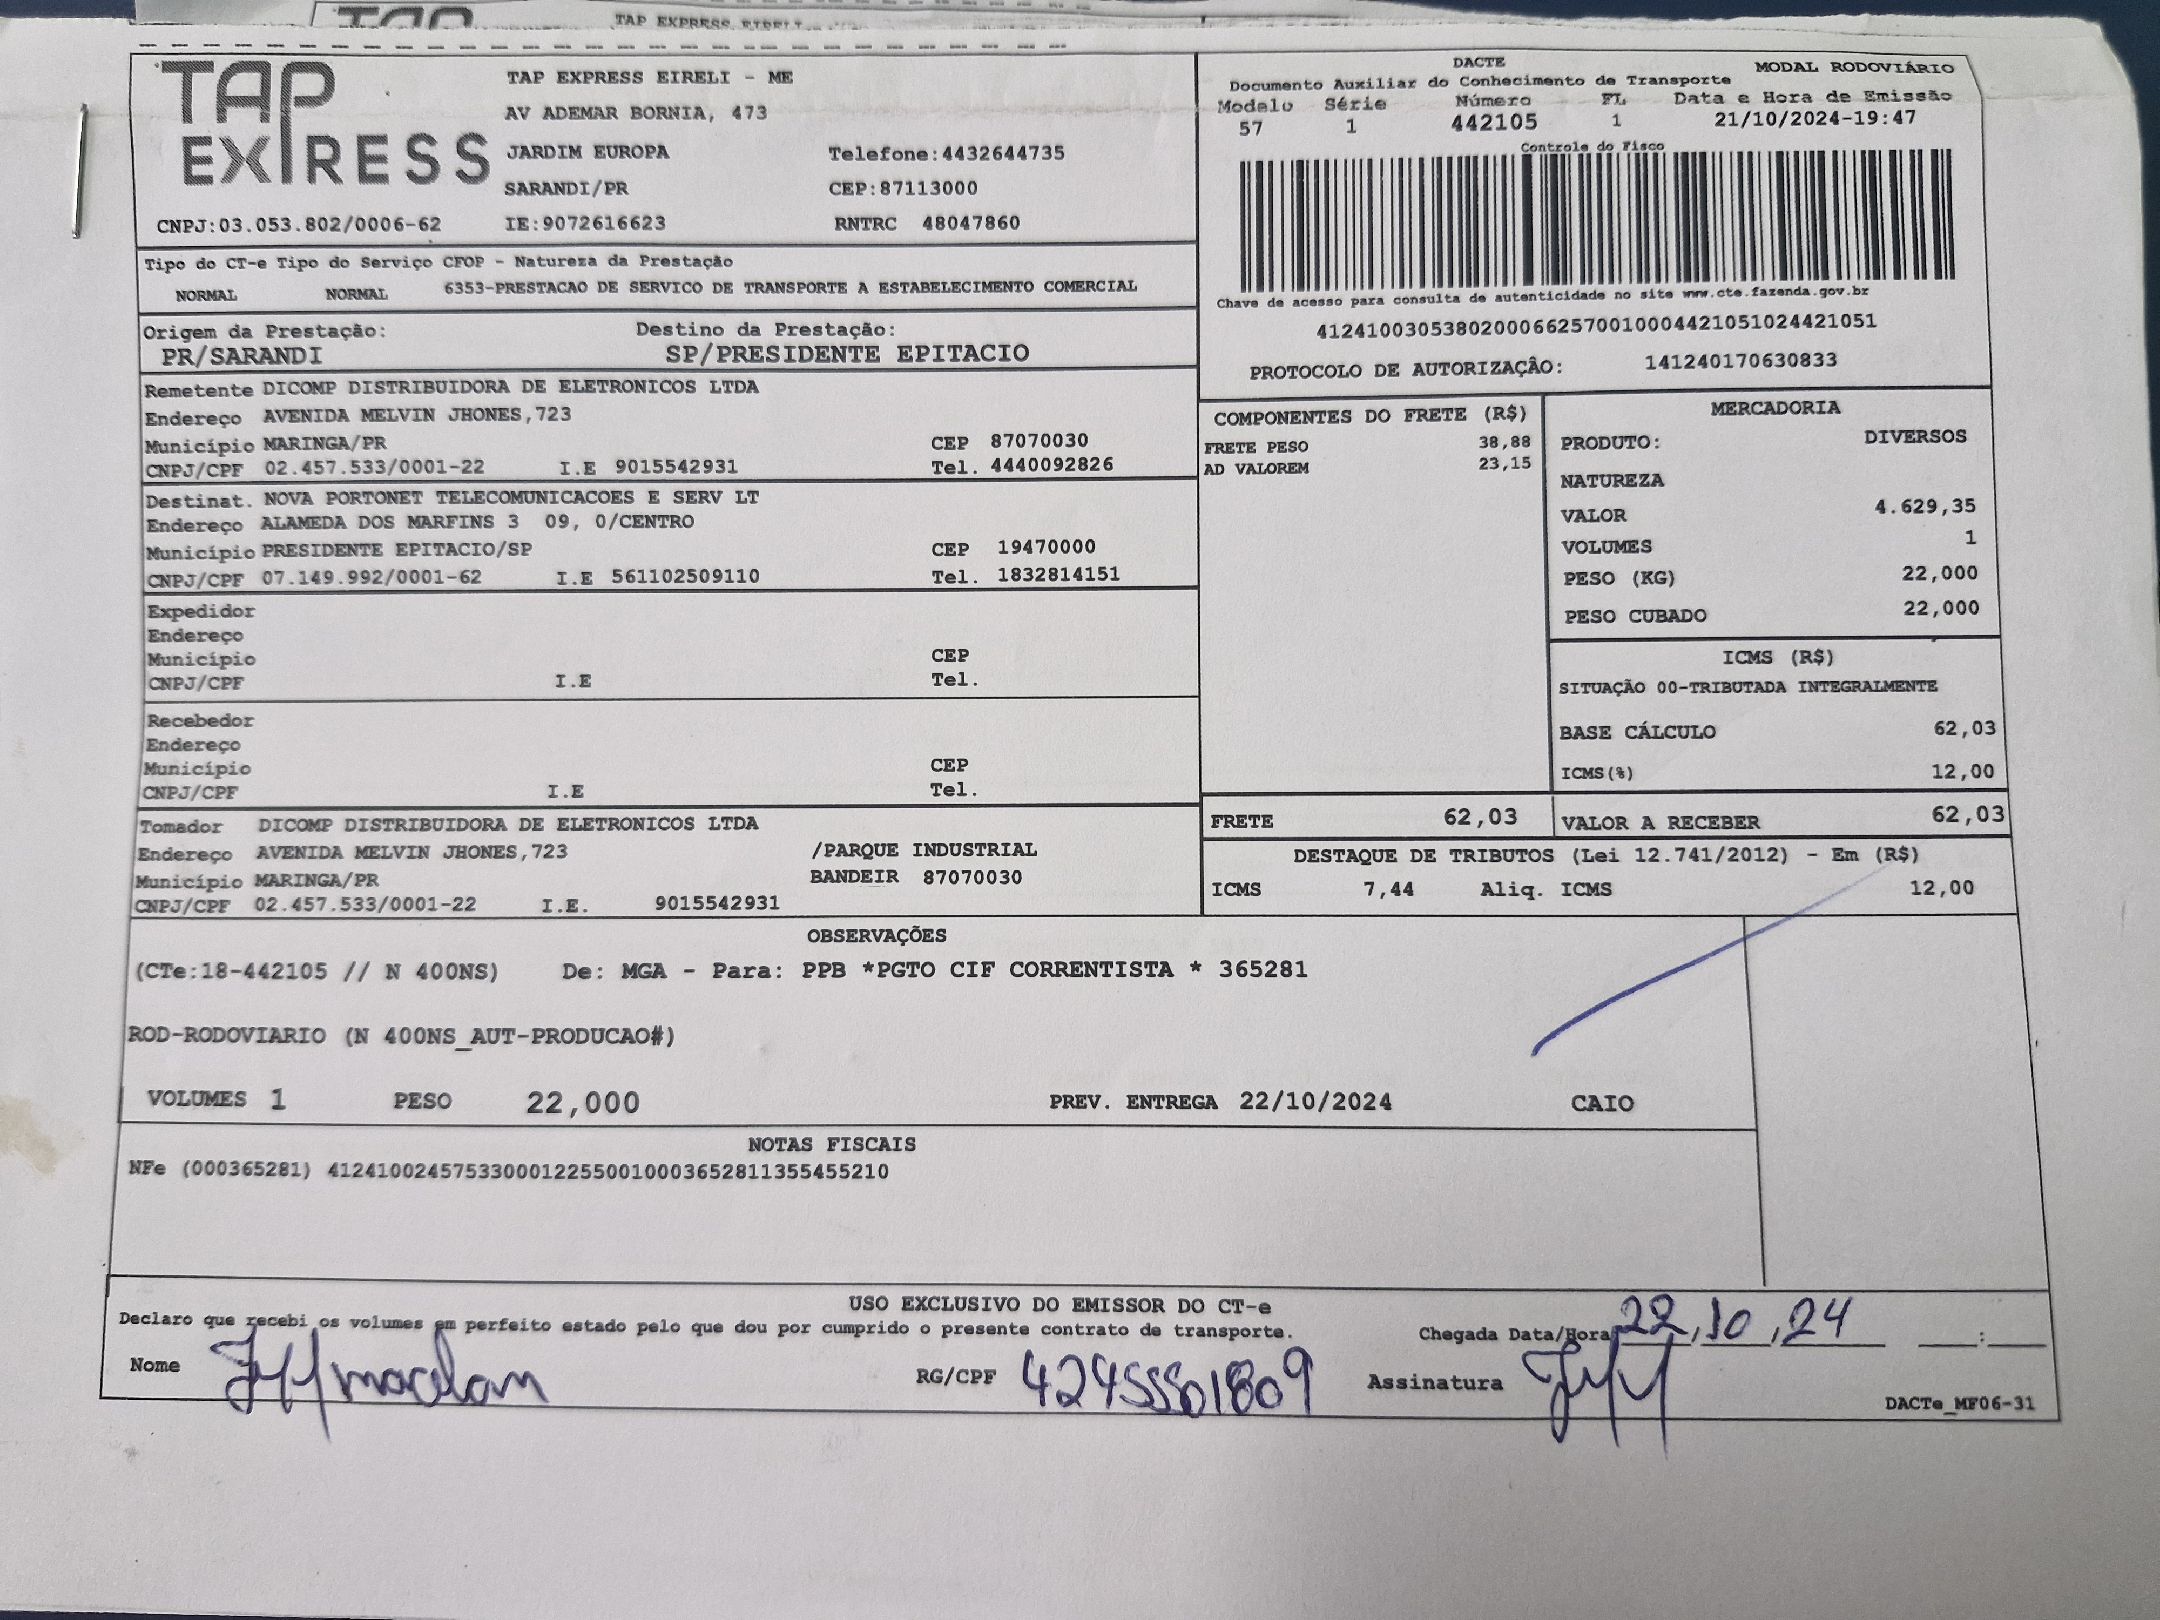 TAP EXPRESS EIRELI
TAP EXPRESS
TAP EXPRESS EIRELI - ME
AV ADEMAR BORNIA, 473
JARDIM EUROPA Telefone:4432644735
SARANDI/PR CEP:87113000
CNPJ:03.053.802/0006-62 IE:9072616623 RNTRC 48047860
DACTE MODAL RODOVIÁRIO
Documento Auxiliar do Conhecimento de Transporte
Modelo Série Número FL Data e Hora de Emissão
57 1 442105 1 21/10/2024-19:47
Controle do Fisco
Chave de acesso para consulta de autenticidade no site www.cte.fazenda.gov.br
41241003053802000662570010004421051024421051
PROTOCOLO DE AUTORIZAÇÂO: 141240170630833
Tipo do CT-e Tipo do Serviço CFOP - Natureza da Prestação
NORMAL NORMAL 6353-PRESTACAO DE SERVICO DE TRANSPORTE A ESTABELECIMENTO COMERCIAL
Origem da Prestação: Destino da Prestação:
PR/SARANDI SP/PRESIDENTE EPITACIO
Remetente DICOMP DISTRIBUIDORA DE ELETRONICOS LTDA
Endereço AVENIDA MELVIN JHONES,723
Município MARINGA/PR CEP 87070030
CNPJ/CPF 02.457.533/0001-22 I.E 9015542931 Tel. 4440092826
Destinat. NOVA PORTONET TELECOMUNICACOES E SERV LT
Endereço ALAMEDA DOS MARFINS 3 09, 0/CENTRO
Município PRESIDENTE EPITACIO/SP CEP 19470000
CNPJ/CPF 07.149.992/0001-62 I.E 561102509110 Tel. 1832814151
Expedidor
Endereço
Município CEP
CNPJ/CPF I.E Tel.
Recebedor
Endereço
Município CEP
CNPJ/CPF I.E Tel.
Tomador DICOMP DISTRIBUIDORA DE ELETRONICOS LTDA
Endereço AVENIDA MELVIN JHONES,723 /PARQUE INDUSTRIAL
Município MARINGA/PR BANDEIR 87070030
CNPJ/CPF 02.457.533/0001-22 I.E. 9015542931
COMPONENTES DO FRETE (R$)
FRETE PESO 38,88
AD VALOREM 23,15
MERCADORIA
PRODUTO: DIVERSOS
NATUREZA
VALOR 4.629,35
VOLUMES 1
PESO (KG) 22,000
PESO CUBADO 22,000
ICMS (R$)
SITUAÇÃO 00-TRIBUTADA INTEGRALMENTE
BASE CÁLCULO 62,03
ICMS(%) 12,00
FRETE 62,03 VALOR A RECEBER 62,03
DESTAQUE DE TRIBUTOS (Lei 12.741/2012) - Em (R$)
ICMS 7,44 Aliq. ICMS 12,00
OBSERVAÇÕES
(CTe:18-442105 // N 400NS) De: MGA - Para: PPB *PGTO CIF CORRENTISTA * 365281
ROD-RODOVIARIO (N 400NS_AUT-PRODUCAO#)
VOLUMES 1 PESO 22,000 PREV. ENTREGA 22/10/2024 CAIO
NOTAS FISCAIS
NFe (000365281) 41241002457533000122550010003652811355455210
USO EXCLUSIVO DO EMISSOR DO CT-e
Declaro que recebi os volumes em perfeito estado pelo que dou por cumprido o presente contrato de transporte. Chegada Data/Hora 22,10,24 :
Nome RG/CPF 42455501809 Assinatura
DACTe_MF06-31